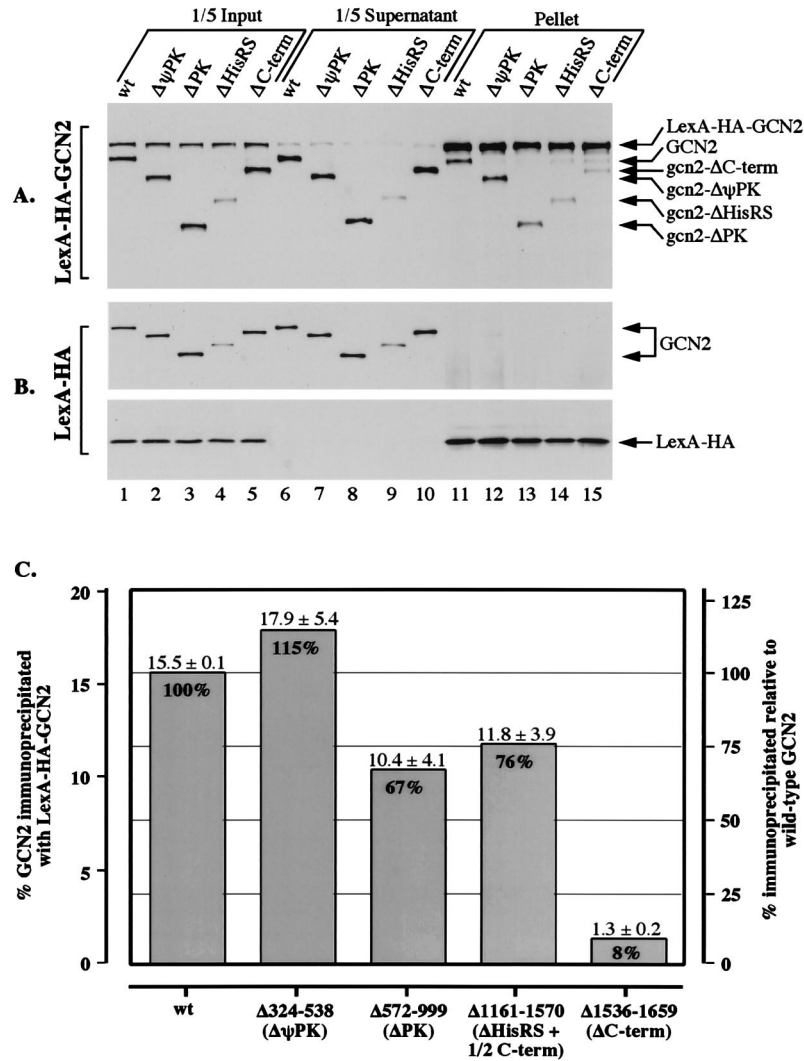 1/5 Input 1/5 Supernatant Pellet
wt ΔψPK ΔPK ΔHisRS ΔC-term wt ΔψPK ΔPK ΔHisRS ΔC-term wt ΔψPK ΔPK ΔHisRS ΔC-term
A.
LexA-HA-GCN2
LexA-HA-GCN2
GCN2
gcn2-ΔC-term
gcn2-ΔψPK
gcn2-ΔHisRS
gcn2-ΔPK
B.
LexA-HA
GCN2
LexA-HA
1 2 3 4 5 6 7 8 9 10 11 12 13 14 15
C.
% GCN2 immunoprecipitated
with LexA-HA-GCN2
20
15
10
5
0
15.5 ± 0.1
100%
17.9 ± 5.4
115%
10.4 ± 4.1
67%
11.8 ± 3.9
76%
1.3 ± 0.2
8%
125
100
75
50
25
0
% immunoprecipitated relative to
wild-type GCN2
wt Δ324-538 Δ572-999 Δ1161-1570 Δ1536-1659
(ΔψPK) (ΔPK) (ΔHisRS + (ΔC-term)
1/2 C-term)